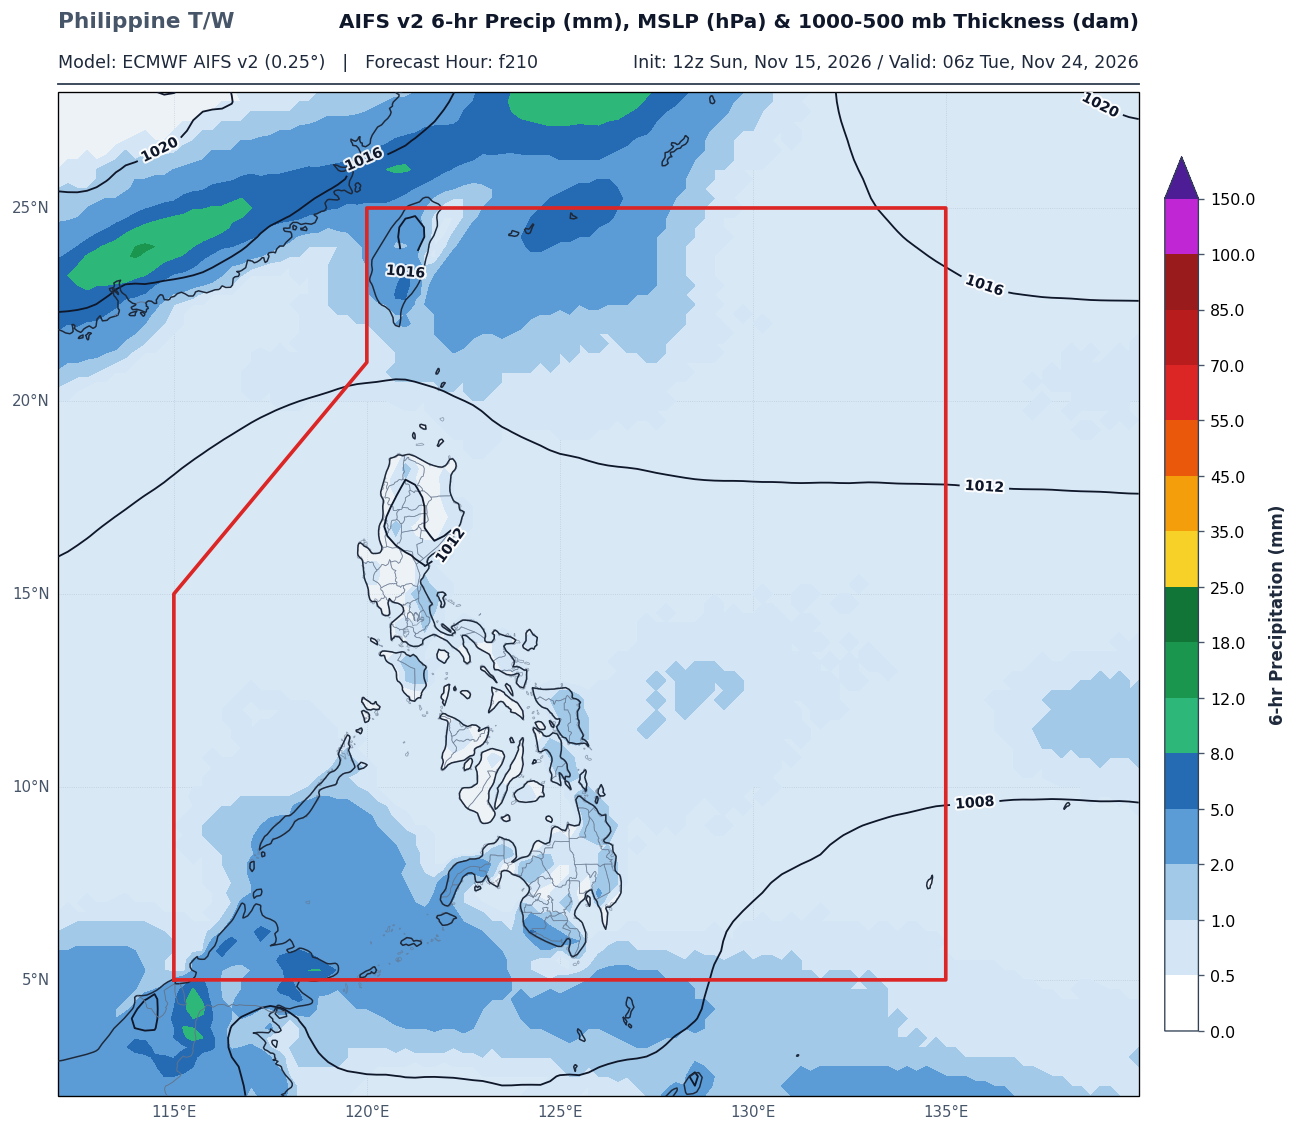 Philippine T/W
AIFS v2 6-hr Precip (mm), MSLP (hPa) & 1000-500 mb Thickness (dam)
Model: ECMWF AIFS v2 (0.25°)   |   Forecast Hour: f210
Init: 12z Sun, Nov 15, 2026 / Valid: 06z Tue, Nov 24, 2026
1020
1020
1016
1016
1016
1012
1012
1008
25°N
20°N
15°N
10°N
5°N
115°E
120°E
125°E
130°E
135°E
150.0
100.0
85.0
70.0
55.0
45.0
35.0
25.0
18.0
12.0
8.0
5.0
2.0
1.0
0.5
0.0
6-hr Precipitation (mm)